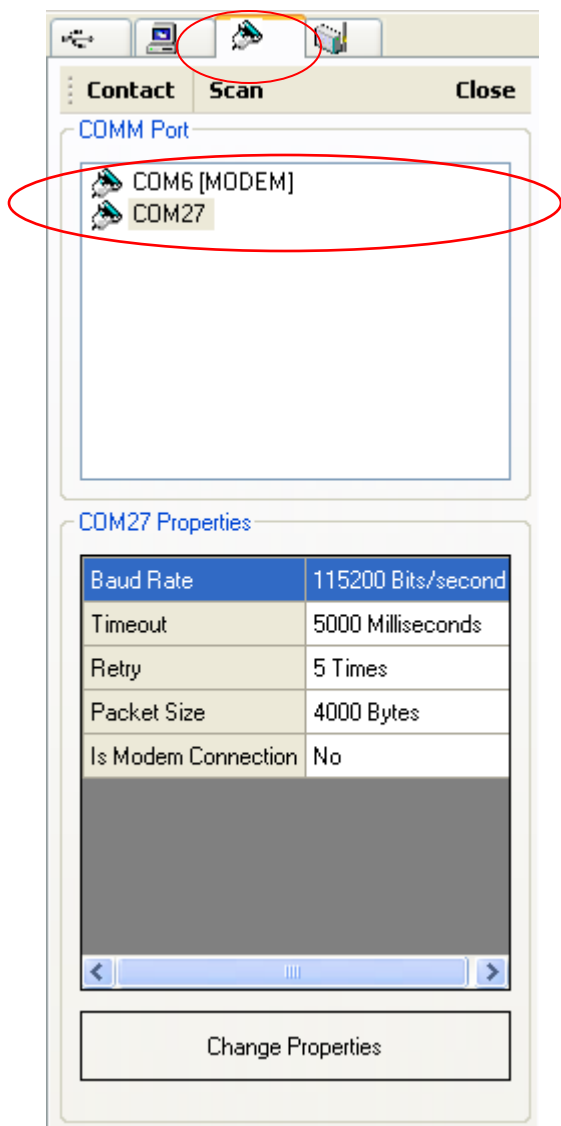 Contact Scan Close
COMM Port
COM6 [MODEM]
COM27
COM27 Properties
Baud Rate 115200 Bits/second
Timeout 5000 Milliseconds
Retry 5 Times
Packet Size 4000 Bytes
Is Modem Connection No
Change Properties